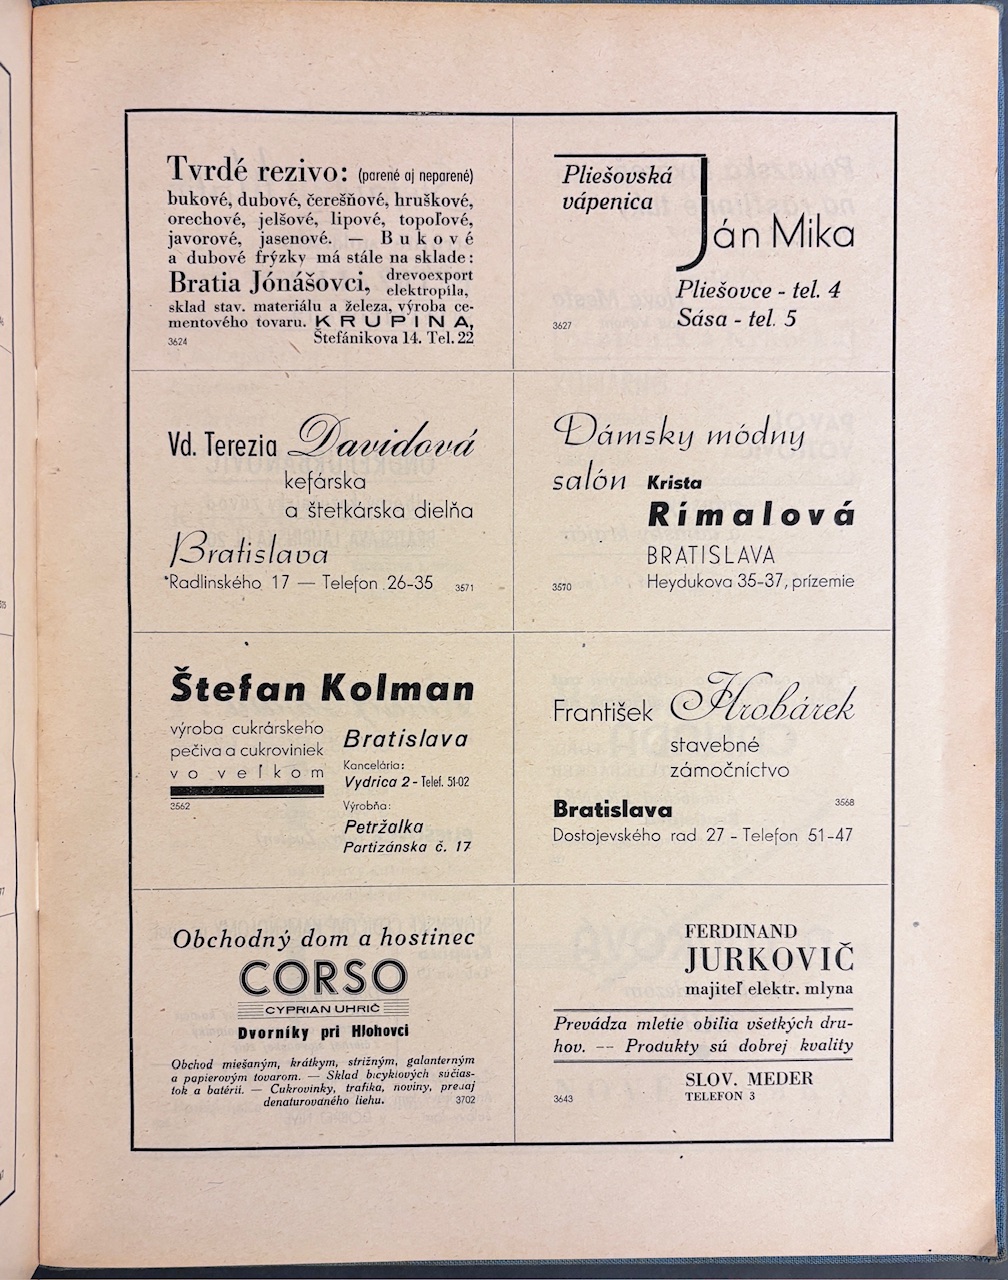 Tvrdé rezivo: (parené aj neparené)
bukové, dubové, čerešňové, hruškové,
orechové, jelšové, lipové, topoľové,
javorové, jasenové. — Bukové
a dubové frýzky má stále na sklade:
Bratia Jónášovci, drevoexport
elektropíla,
sklad stav. materiálu a železa, výroba ce-
mentového tovaru. KRUPINA,
3624 Štefánikova 14. Tel. 22
Pliešovská
vápenica
Ján Mika
Pliešovce - tel. 4
Sása - tel. 5
3627
Vd. Terezia Davidová
kefárska
a štetkárska dielňa
Bratislava
Radlinského 17 — Telefon 26-35 3571
Dámsky módny
salón Krista
Rímalová
BRATISLAVA
3570 Heydukova 35-37, prízemie
Štefan Kolman
výroba cukrárskeho
pečiva a cukroviniek
vo veľkom
3562
Bratislava
Kancelária:
Vydrica 2 - Telef. 51-02
Výrobňa:
Petržalka
Partizánska č. 17
František Hrobárek
stavebné
zámočníctvo
Bratislava 3568
Dostojevského rad 27 - Telefon 51-47
Obchodný dom a hostinec
CORSO
CYPRIAN UHRIČ
Dvorníky pri Hlohovci
Obchod miešaným, krátkym, strižným, galanterným
a papierovým tovarom. — Sklad bicyklových súčias-
tok a batérií. — Cukrovinky, trafika, noviny, predaj
denaturovaného liehu. 3702
FERDINAND
JURKOVIČ
majiteľ elektr. mlyna
Prevádza mletie obilia všetkých dru-
hov. -- Produkty sú dobrej kvality
SLOV. MEDER
3643 TELEFON 3